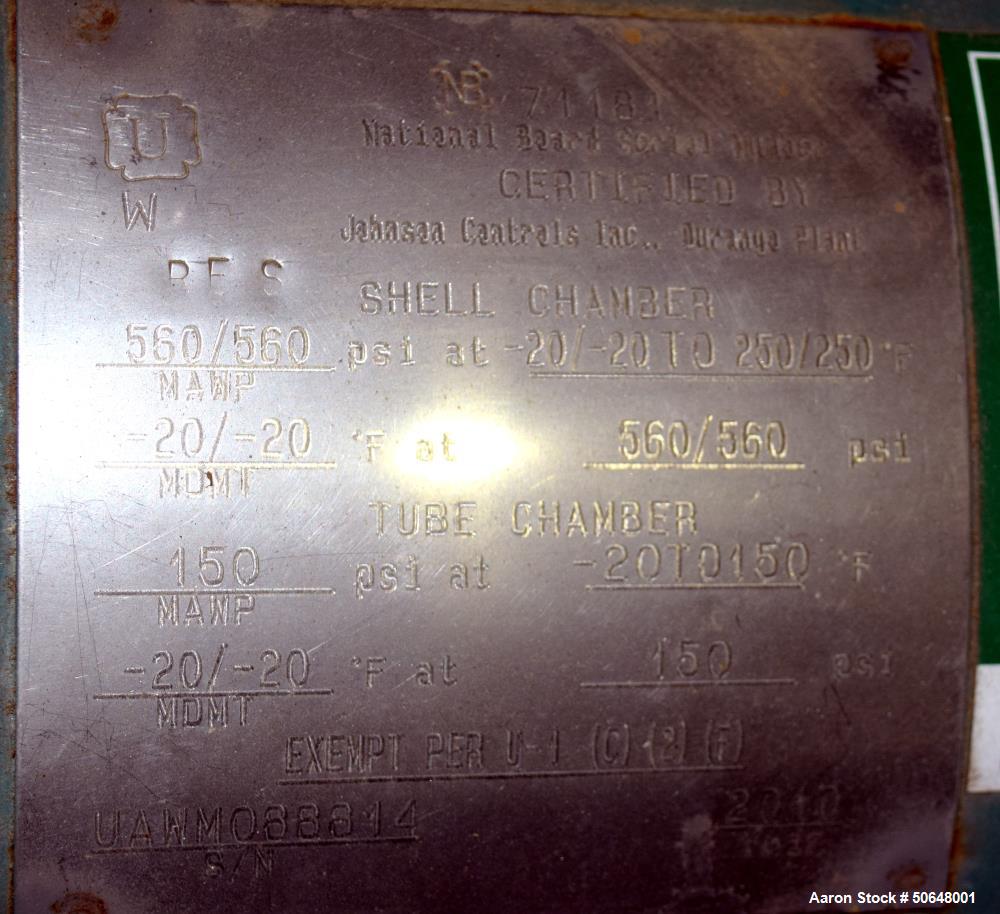 NB 71181
National Board Serial Number
U
CERTIFIED BY
W
Johnson Controls Inc., Durango Plant
RES
SHELL CHAMBER
560/560 psi at -20/-20 TO 250/250 °F
MAWP
-20/-20 °F at 560/560 psi
MDMT
TUBE CHAMBER
150 psi at -20TO150 °F
MAWP
-20/-20 °F at 150 psi
MDMT
EXEMPT PER U-1 (C) (2) (F)
UAWM088814 2010
S/N
Aaron Stock # 50648001